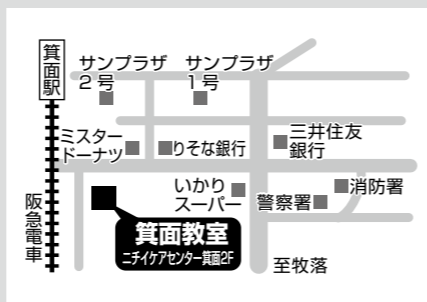 箕面駅
サンプラザ
2号
サンプラザ
1号
ミスター
ドーナツ
りそな銀行
三井住友
銀行
阪急電車
いかり
スーパー
警察署
消防署
箕面教室
ニチイケアセンター箕面2F
至牧落